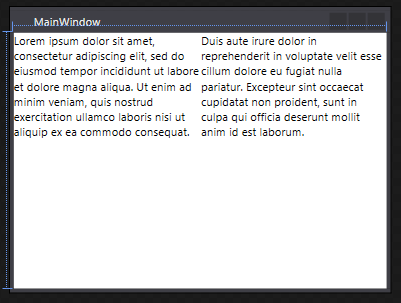 MainWindow
Lorem ipsum dolor sit amet,
consectetur adipiscing elit, sed do
eiusmod tempor incididunt ut labore
et dolore magna aliqua. Ut enim ad
minim veniam, quis nostrud
exercitation ullamco laboris nisi ut
aliquip ex ea commodo consequat.
Duis aute irure dolor in
reprehenderit in voluptate velit esse
cillum dolore eu fugiat nulla
pariatur. Excepteur sint occaecat
cupidatat non proident, sunt in
culpa qui officia deserunt mollit
anim id est laborum.